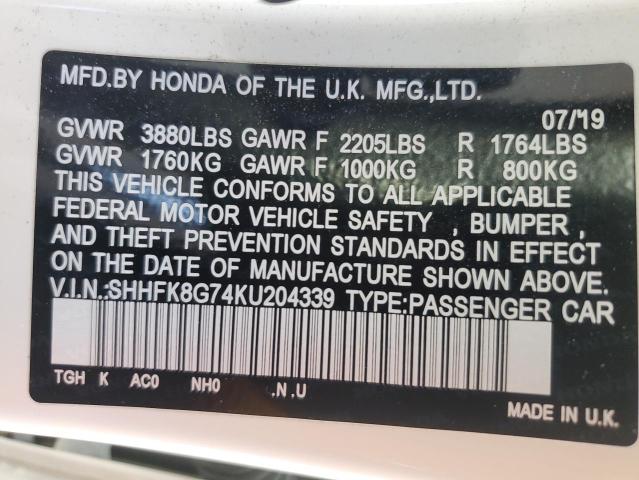 MFD.BY HONDA OF THE U.K. MFG.,LTD.
07/19
GVWR 3880LBS GAWR F 2205LBS R 1764LBS
GVWR 1760KG GAWR F 1000KG R 800KG
THIS VEHICLE CONFORMS TO ALL APPLICABLE
FEDERAL MOTOR VEHICLE SAFETY , BUMPER ,
AND THEFT PREVENTION STANDARDS IN EFFECT
ON THE DATE OF MANUFACTURE SHOWN ABOVE.
V.I.N.:SHHFK8G74KU204339 TYPE:PASSENGER CAR
TGH K AC0 NH0 .N .U
MADE IN U.K.